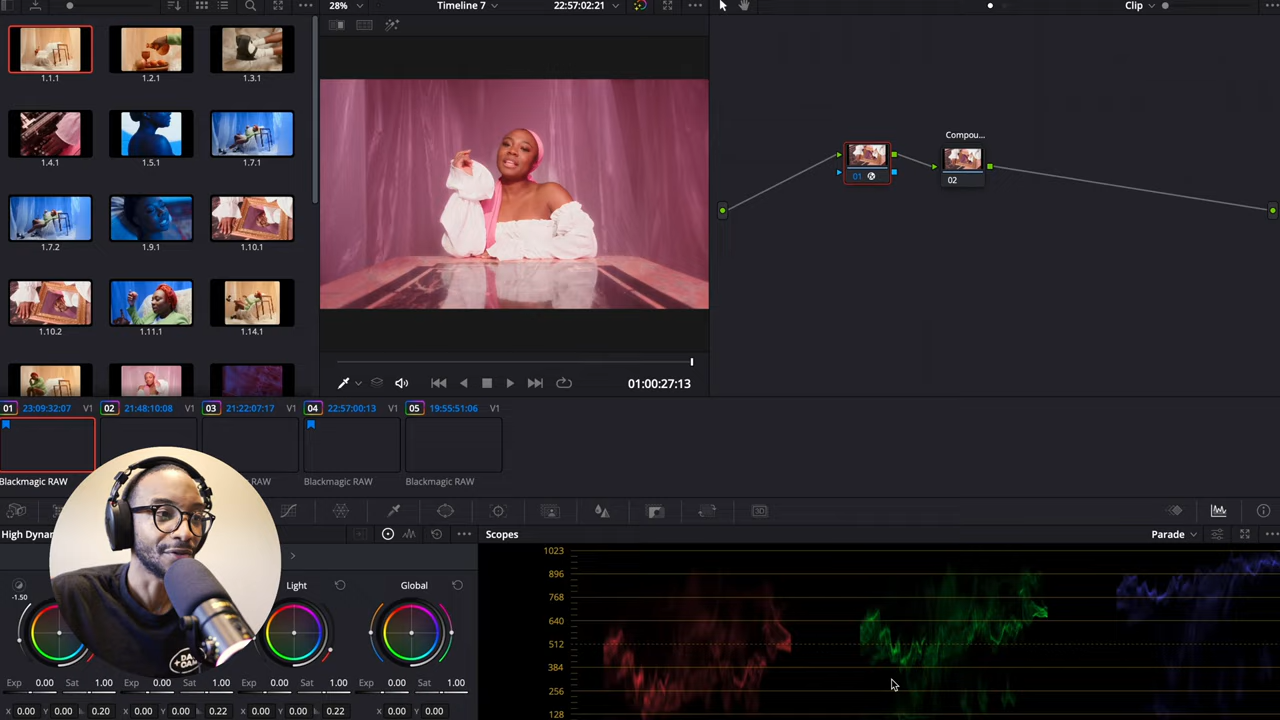 28%
Timeline 7
22:57:02:21
Clip
1.1.1
1.2.1
1.3.1
1.4.1
1.5.1
1.7.1
1.7.2
1.9.1
1.10.1
1.10.2
1.11.1
1.14.1
Compou...
01
02
01:00:27:13
01 23:09:32:07 V1
02 21:48:10:08 V1
03 21:22:07:17 V1
04 22:57:00:13 V1
05 19:55:51:06 V1
Blackmagic RAW
RAW
Blackmagic RAW
Blackmagic RAW
High Dynam
Scopes
Parade
Light
Global
-1.50
Exp 0.00 Sat 1.00 Exp 0.00 Sat 1.00 Exp 0.00 Sat 1.00
X 0.00 Y 0.00 0.20 X 0.00 Y 0.00 0.22 X 0.00 Y 0.00 0.22 X 0.00 Y 0.00
1023
896
768
640
512
384
256
128